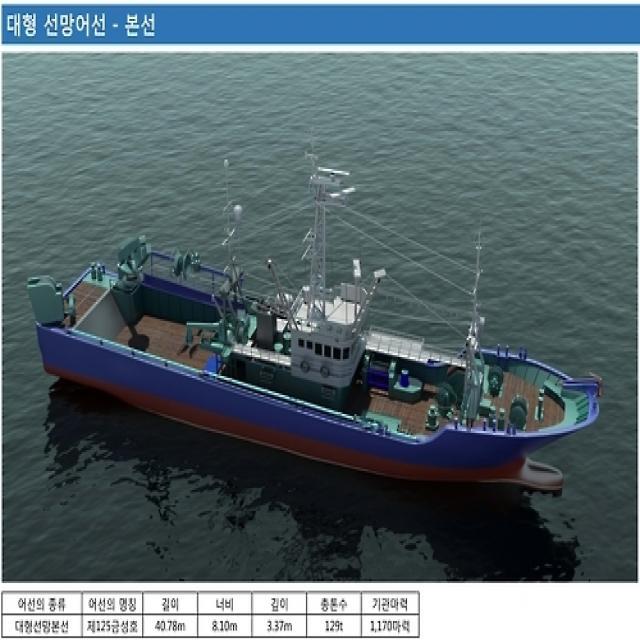 대형 선망어선 - 본선
어선의 종류 어선의 명칭 길이 너비 깊이 총톤수 기관마력
대형선망본선 제125금성호 40.78m 8.10m 3.37m 129t 1,170마력